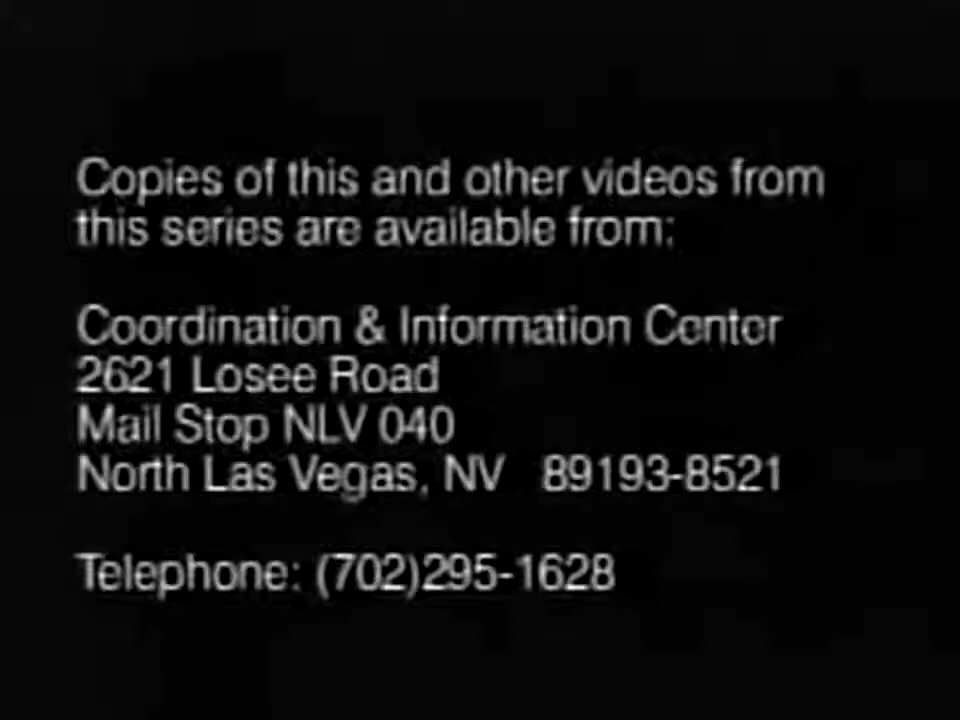 Copies of this and other videos from
this series are available from:
Coordination & Information Center
2621 Losee Road
Mail Stop NLV 040
North Las Vegas, NV 89193-8521
Telephone: (702)295-1628